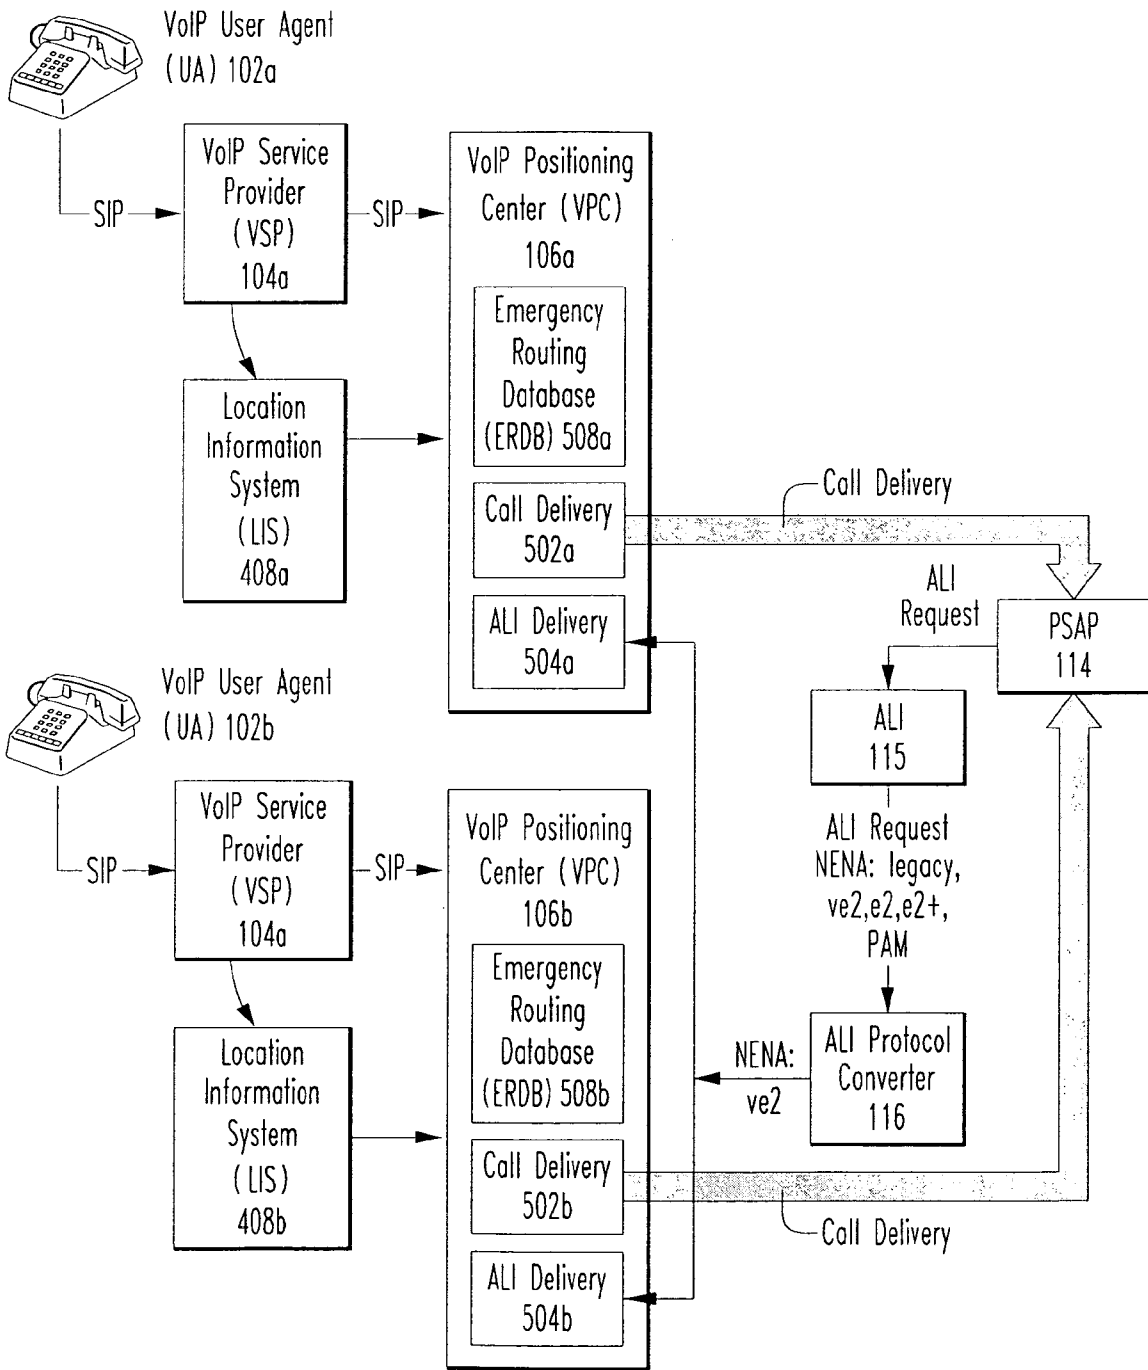 VoIP User Agent
(UA) 102a
VoIP Service
Provider
(VSP)
104a
SIP
SIP
VoIP Positioning
Center (VPC)
106a
Emergency
Routing
Database
(ERDB) 508a
Location
Information
System
(LIS)
408a
Call Delivery
502a
Call Delivery
ALI Delivery
504a
ALI
Request
PSAP
114
ALI
115
VoIP User Agent
(UA) 102b
VoIP Service
Provider
(VSP)
104a
SIP
SIP
VoIP Positioning
Center (VPC)
106b
ALI Request
NENA: legacy,
ve2,e2,e2+,
PAM
Emergency
Routing
Database
(ERDB) 508b
Location
Information
System
(LIS)
408b
NENA:
ve2
ALI Protocol
Converter
116
Call Delivery
502b
Call Delivery
ALI Delivery
504b